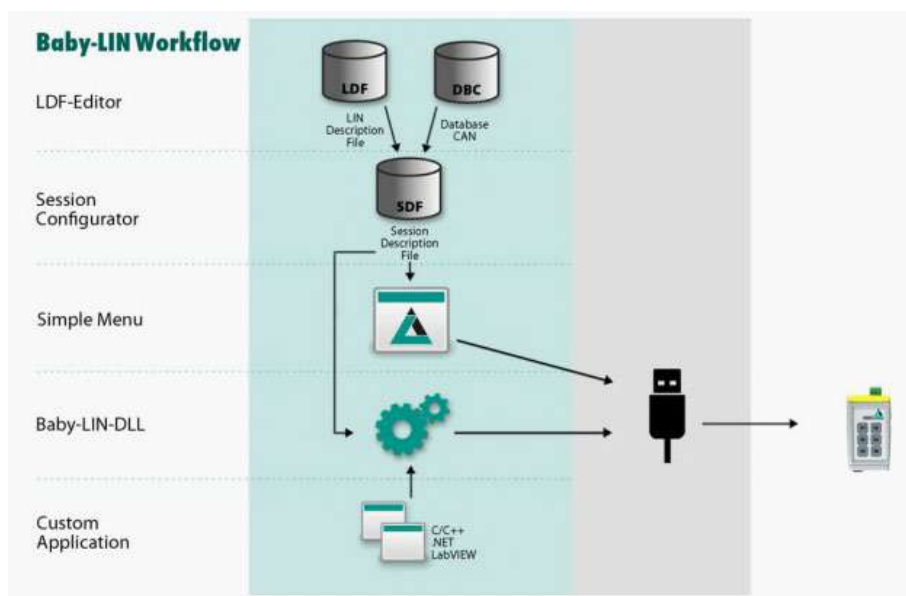 Baby-LIN Workflow
LDF-Editor
LDF
DBC
LIN
Description
File
Database
CAN
Session
Configurator
SDF
Session
Description
File
Simple Menu
Baby-LIN-DLL
Custom
Application
C/C++
.NET
LabVIEW